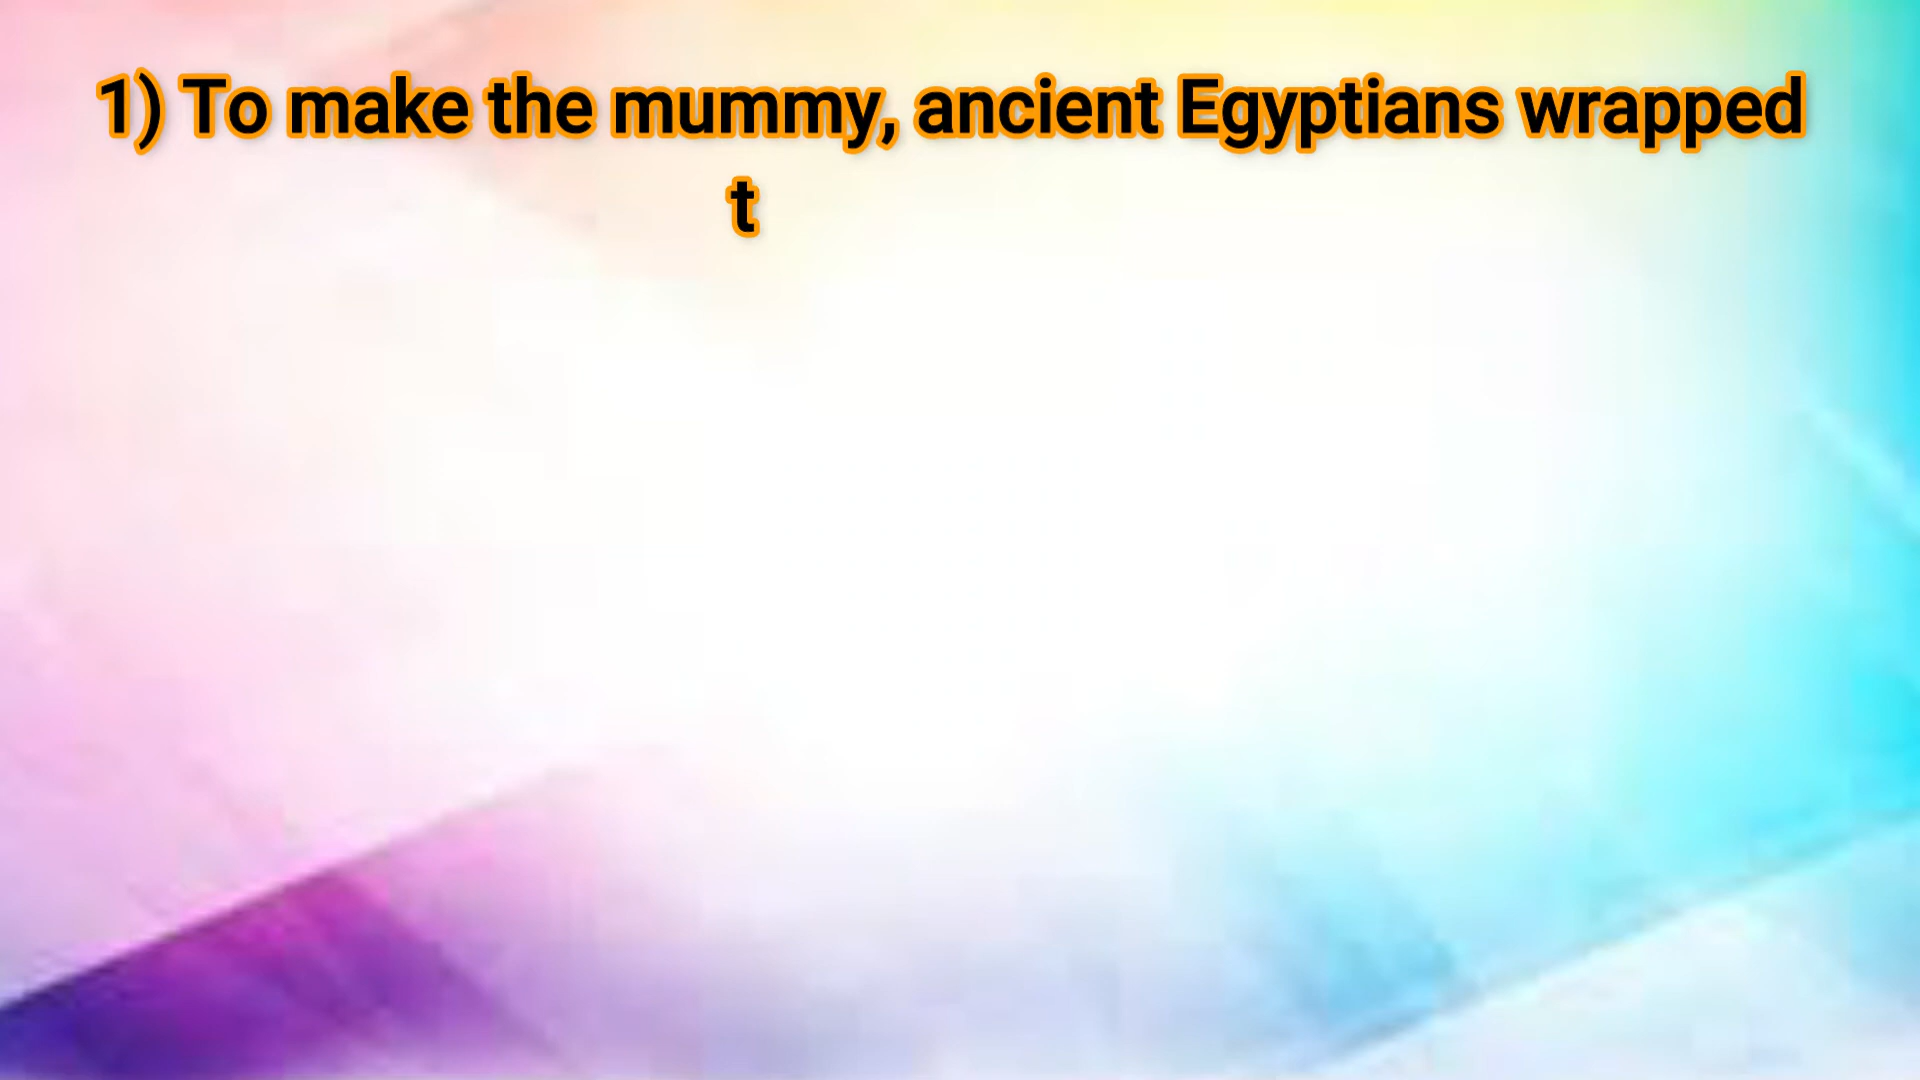 1) To make the mummy, ancient Egyptians wrapped
t